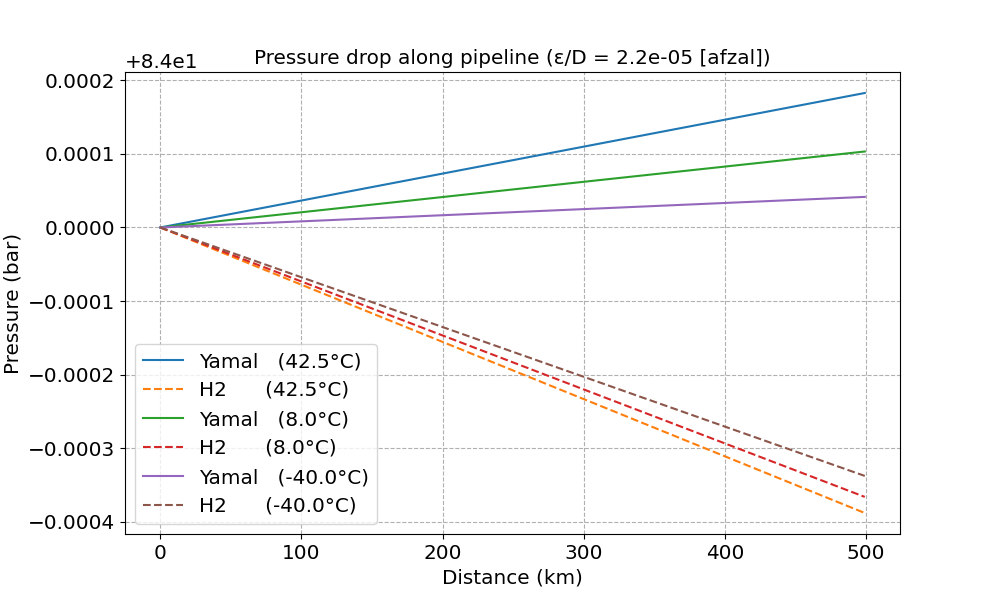 Pressure drop along pipeline (ε/D = 2.2e-05 [afzal])
+8.4e1
0.0002
0.0001
0.0000
−0.0001
−0.0002
−0.0003
−0.0004
Pressure (bar)
Yamal (42.5°C)
H2 (42.5°C)
Yamal (8.0°C)
H2 (8.0°C)
Yamal (-40.0°C)
H2 (-40.0°C)
0 100 200 300 400 500
Distance (km)